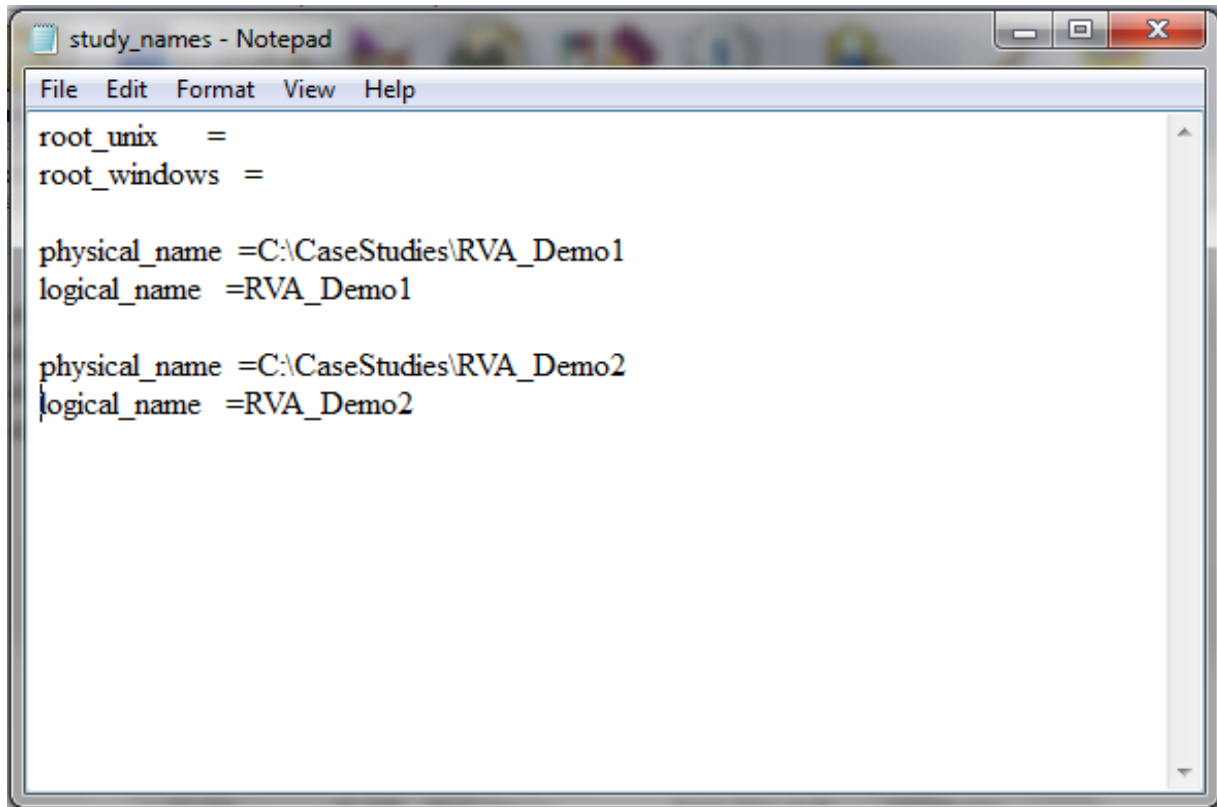 study_names - Notepad
File Edit Format View Help
root_unix     =
root_windows  =
physical_name =C:\CaseStudies\RVA_Demo1
logical_name   =RVA_Demo1
physical_name =C:\CaseStudies\RVA_Demo2
logical_name   =RVA_Demo2